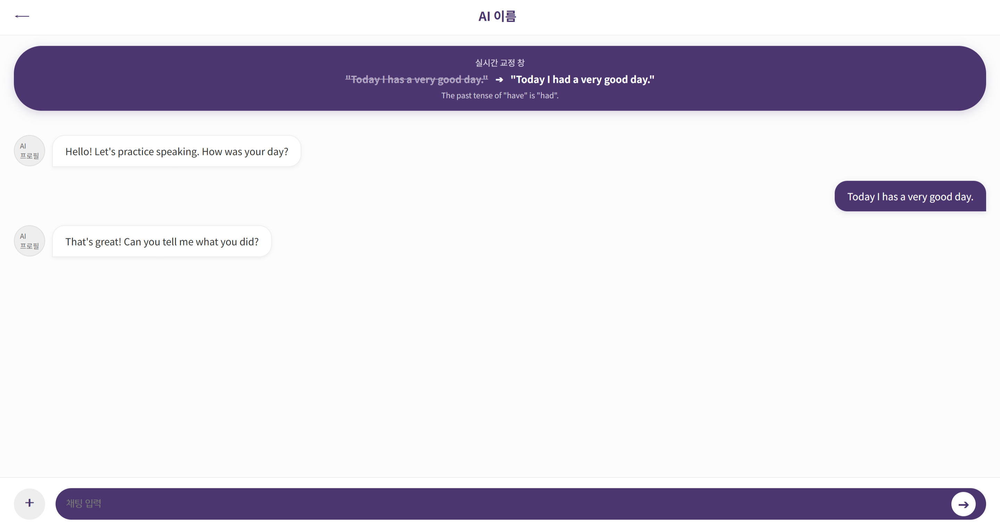 ←
AI 이름
실시간 교정 창
"Today I has a very good day." ➔ "Today I had a very good day."
The past tense of "have" is "had".
AI
프로필
Hello! Let's practice speaking. How was your day?
Today I has a very good day.
AI
프로필
That's great! Can you tell me what you did?
+
채팅 입력
➔